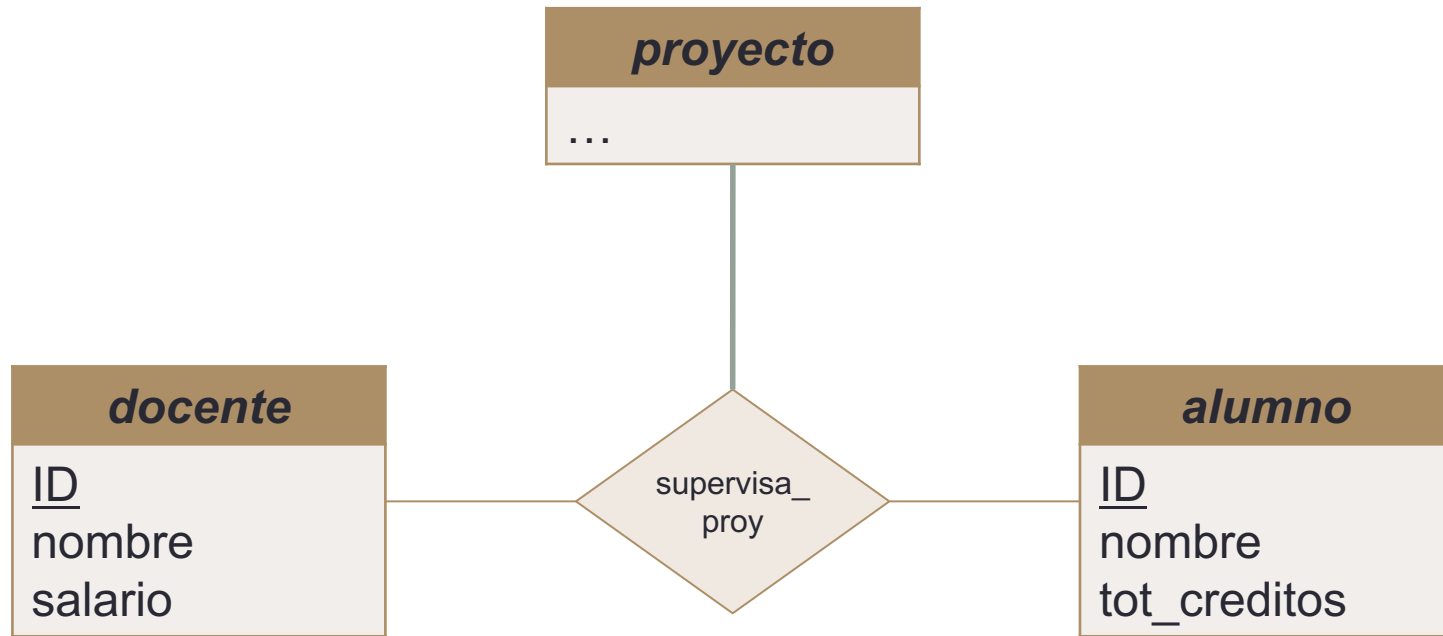 proyecto
...
docente
ID
nombre
salario
supervisa_
proy
alumno
ID
nombre
tot_creditos